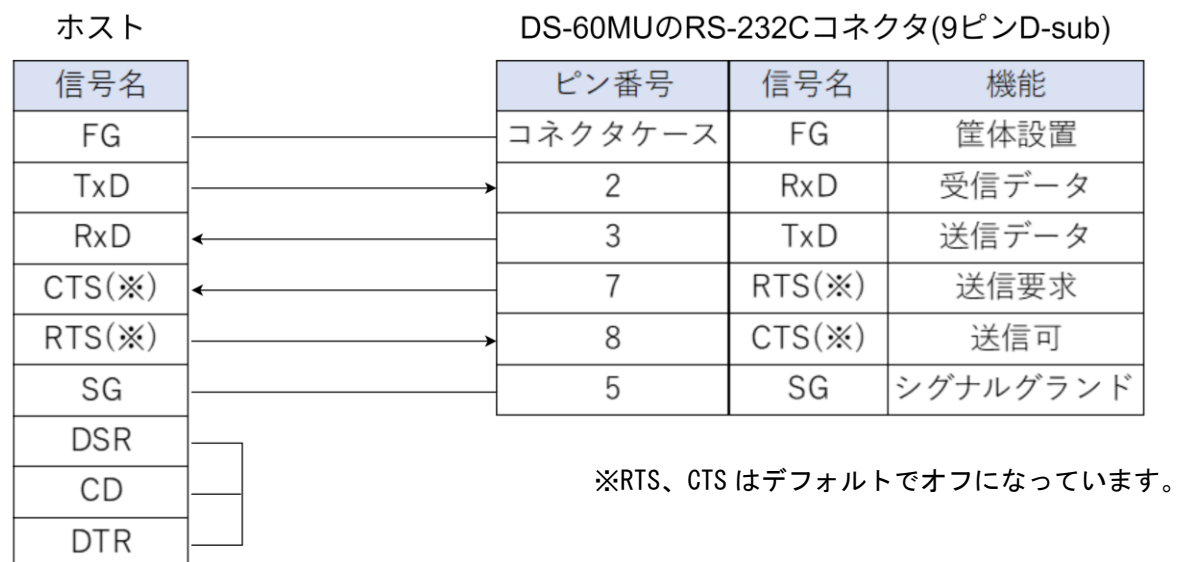 ホスト
DS-60MUのRS-232Cコネクタ(9ピンD-sub)
信号名 ピン番号 信号名 機能
FG コネクタケース FG 筐体設置
TxD 2 RxD 受信データ
RxD 3 TxD 送信データ
CTS(※) 7 RTS(※) 送信要求
RTS(※) 8 CTS(※) 送信可
SG 5 SG シグナルグランド
DSR
CD
DTR
※RTS、CTS はデフォルトでオフになっています。